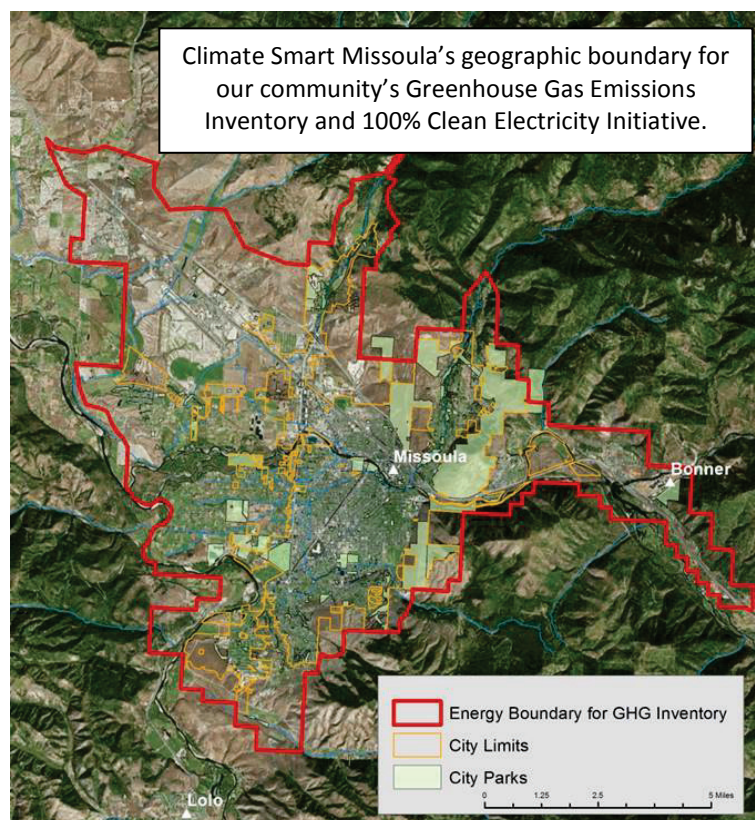 Climate Smart Missoula’s geographic boundary for
our community’s Greenhouse Gas Emissions
Inventory and 100% Clean Electricity Initiative.
Missoula
Bonner
Energy Boundary for GHG Inventory
City Limits
City Parks
0 1.25 2.5 5 Miles
Lolo